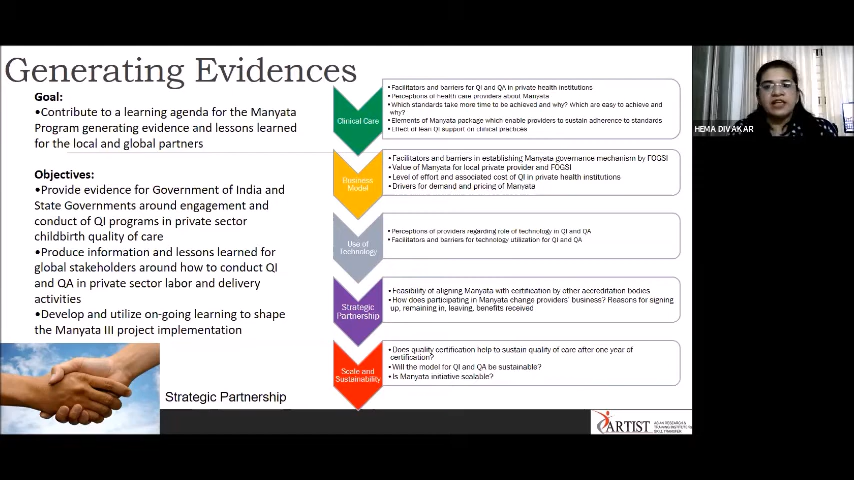 Generating Evidences
Goal:
•Contribute to a learning agenda for the Manyata
Program generating evidence and lessons learned
for the local and global partners
Objectives:
•Provide evidence for Government of India and
State Governments around engagement and
conduct of QI programs in private sector
childbirth quality of care
•Produce information and lessons learned for
global stakeholders around how to conduct QI
and QA in private sector labor and delivery
activities
•Develop and utilize on-going learning to shape
the Manyata III project implementation
Strategic Partnership
Clinical Care
•Facilitators and barriers for QI and QA in private health institutions
•Perceptions of health care providers about Manyata
•Which standards take more time to be achieved and why? Which are easy to achieve and
why?
•Elements of Manyata package which enable providers to sustain adherence to standards
•Effect of lean QI support on clinical practices
Business
Model
•Facilitators and barriers in establishing Manyata governance mechanism by FOGSI
•Value of Manyata for local private provider and FOGSI
•Level of effort and associated cost of QI in private health institutions
•Drivers for demand and pricing of Manyata
Use of
Technology
•Perceptions of providers regarding role of technology in QI and QA
•Facilitators and barriers for technology utilization for QI and QA
Strategic
Partnership
•Feasibility of aligning Manyata with certification by other accreditation bodies
•How does participating in Manyata change providers' business? Reasons for signing
up, remaining in, leaving, benefits received
Scale and
Sustainability
•Does quality certification help to sustain quality of care after one year of
certification?
•Will the model for QI and QA be sustainable?
•Is Manyata initiative scalable?
ARTIST
ASIAN RESEARCH &
TRAINING INSTITUTE
SKILL TRANSFER
HEMA DIVAKAR